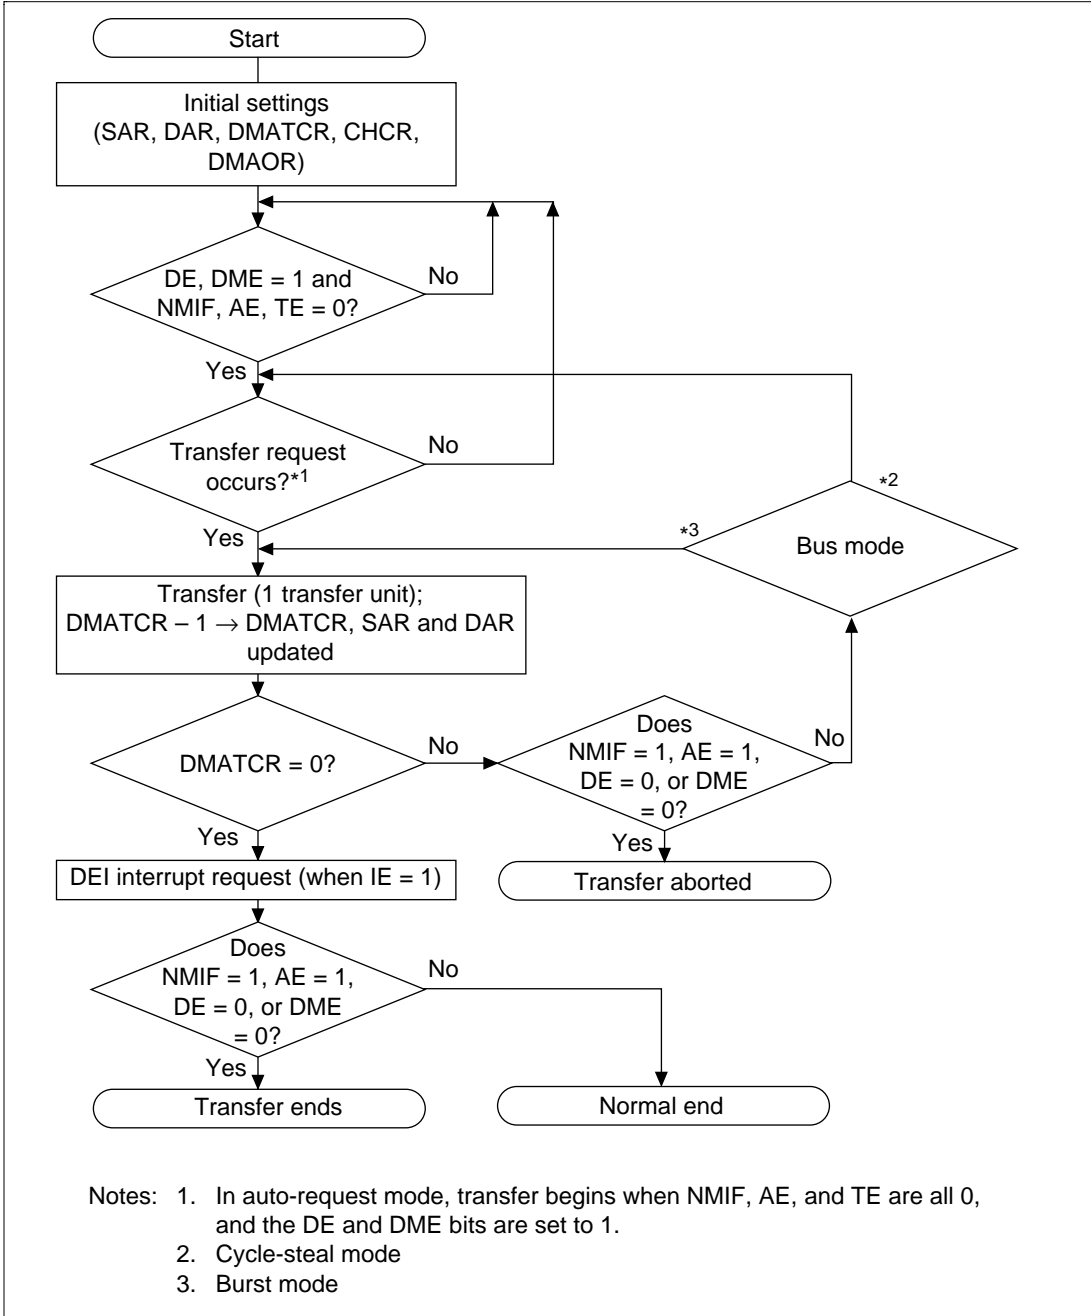 Start
Initial settings
(SAR, DAR, DMATCR, CHCR,
DMAOR)
DE, DME = 1 and
NMIF, AE, TE = 0?
No
Yes
Transfer request
occurs?*1
No
Yes
*2
*3
Bus mode
Transfer (1 transfer unit);
DMATCR – 1 → DMATCR, SAR and DAR
updated
DMATCR = 0?
No
Does
NMIF = 1, AE = 1,
DE = 0, or DME
= 0?
No
Yes
Yes
DEI interrupt request (when IE = 1)
Transfer aborted
Does
NMIF = 1, AE = 1,
DE = 0, or DME
= 0?
No
Yes
Transfer ends
Normal end
Notes: 1. In auto-request mode, transfer begins when NMIF, AE, and TE are all 0,
and the DE and DME bits are set to 1.
2. Cycle-steal mode
3. Burst mode